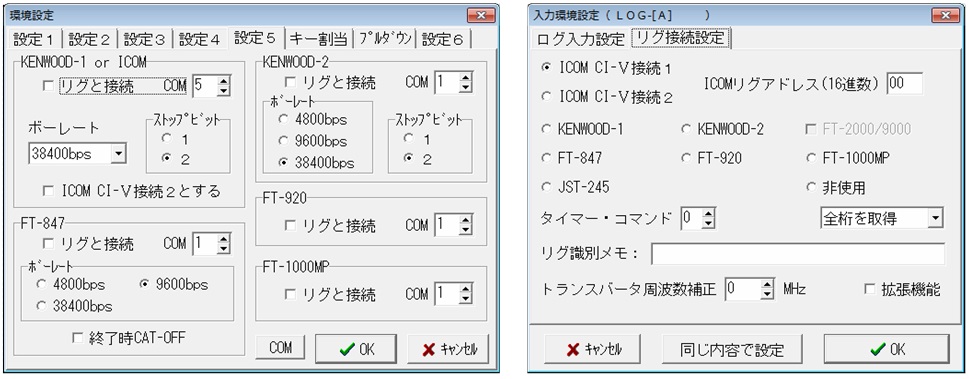 環境設定
設定１ 設定２ 設定３ 設定４ 設定５ キー割当 ﾌﾟﾙﾀﾞｳﾝ 設定６
KENWOOD-1 or ICOM
リグと接続 COM 5
ボーレート
38400bps
ｽﾄｯﾌﾟﾋﾞｯﾄ
1
2
ICOM CI-V接続２とする
FT-847
リグと接続 COM 1
ﾎﾞｰﾚｰﾄ
4800bps 9600bps
38400bps
終了時CAT-OFF
KENWOOD-2
リグと接続 COM 1
ﾎﾞｰﾚｰﾄ
4800bps
9600bps
38400bps
ｽﾄｯﾌﾟﾋﾞｯﾄ
1
2
FT-920
リグと接続 COM 1
FT-1000MP
リグと接続 COM 1
COM OK ｷｬﾝｾﾙ
入力環境設定 ( LOG-[A] )
ログ入力設定 リグ接続設定
ICOM CI-V接続１ ICOMリグアドレス(16進数) 00
ICOM CI-V接続２
KENWOOD-1 KENWOOD-2 FT-2000/9000
FT-847 FT-920 FT-1000MP
JST-245 非使用
タイマー・コマンド 0 全桁を取得
リグ識別メモ：
トランスバータ周波数補正 0 MHz 拡張機能
ｷｬﾝｾﾙ 同じ内容で設定 OK